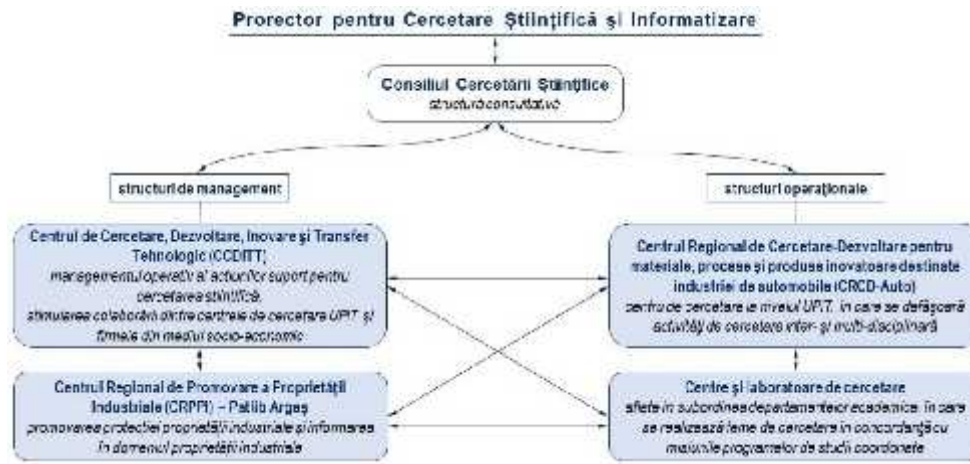 Prorector pentru Cercetare Științifică și Informatizare
Consiliul Cercetării Științifice
structură consultativă
structuri de management
structuri operaționale
Centrul de Cercetare, Dezvoltare, Inovare și Transfer
Tehnologic (CCDITT)
managementul operativ al acțiunilor suport pentru
cercetarea științifică,
stimularea colaborării dintre centrele de cercetare UPIT și
firmele din mediul socio-economic
Centrul Regional de Cercetare-Dezvoltare pentru
materiale, procese și produse inovatoare destinate
industriei de automobile (CRCD-Auto)
centru de cercetare la nivelul UPIT, în care se defășoară
activități de cercetare inter- și multi-disciplinară
Centrul Regional de Promovare a Proprietății
Industriale (CRPPI) – Patlib Argeș
promovarea protecției proprietății industriale și informarea
în domeniul proprietății industriale
Centre și laboratoare de cercetare
aflate în subordinea departamentelor academice, în care
se realizează teme de cercetare în concordanță cu
misiunile programelor de studii coordonate